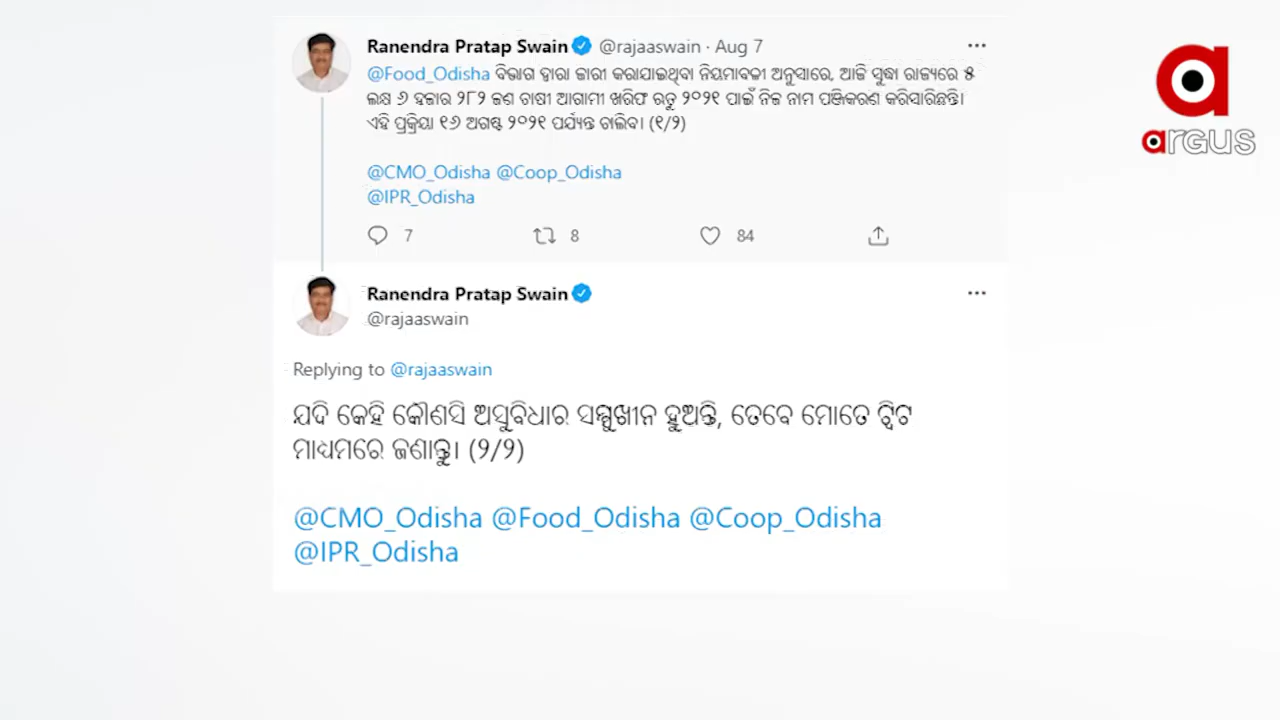 Ranendra Pratap Swain @rajaaswain · Aug 7
@Food_Odisha ବିଭାଗ ଦ୍ୱାରା ଜାରୀ କରାଯାଇଥିବା ନିୟମାବଳୀ ଅନୁସାରେ, ଆଜି ସୁଦ୍ଧା ରାଜ୍ୟରେ ୫
ଲକ୍ଷ ୬ ହଜାର ୨୮୨ ଜଣ ଚାଷୀ ଆଗାମୀ ଖରିଫ ଋତୁ ୨୦୨୧ ପାଇଁ ନିଜ ନାମ ପଞ୍ଜିକରଣ କରିସାରିଛନ୍ତି।
ଏହି ପ୍ରକ୍ରିୟା ୧୬ ଅଗଷ୍ଟ ୨୦୨୧ ପର୍ଯ୍ୟନ୍ତ ଚାଲିବ। (୧/୨)
@CMO_Odisha @Coop_Odisha
@IPR_Odisha
7 8 84
Ranendra Pratap Swain
@rajaaswain
Replying to @rajaaswain
ଯଦି କେହି କୌଣସି ଅସୁବିଧାର ସମ୍ମୁଖୀନ ହୁଅନ୍ତି, ତେବେ ମୋତେ ଟ୍ୱିଟ
ମାଧ୍ୟମରେ ଜଣାନ୍ତୁ। (୨/୨)
@CMO_Odisha @Food_Odisha @Coop_Odisha
@IPR_Odisha
argus